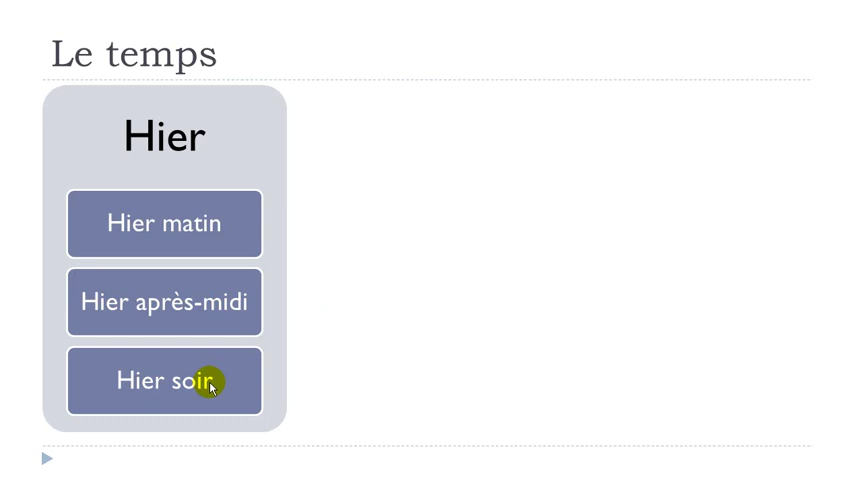 Le temps
Hier
Hier matin
Hier après-midi
Hier soir